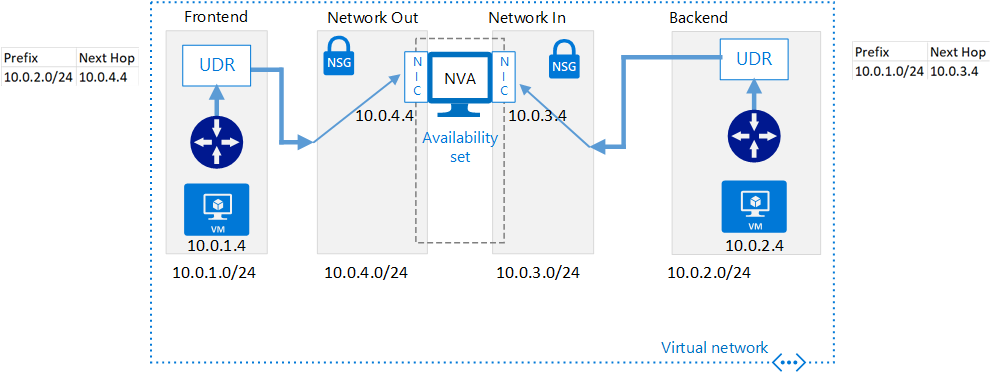 Frontend
Network Out
Network In
Backend
Prefix Next Hop
10.0.2.0/24 10.0.4.4
UDR
NSG
NIC
NVA
NIC
NSG
UDR
Prefix Next Hop
10.0.1.0/24 10.0.3.4
10.0.4.4
10.0.3.4
Availability
set
VM
10.0.1.4
VM
10.0.2.4
10.0.1.0/24
10.0.4.0/24
10.0.3.0/24
10.0.2.0/24
Virtual network